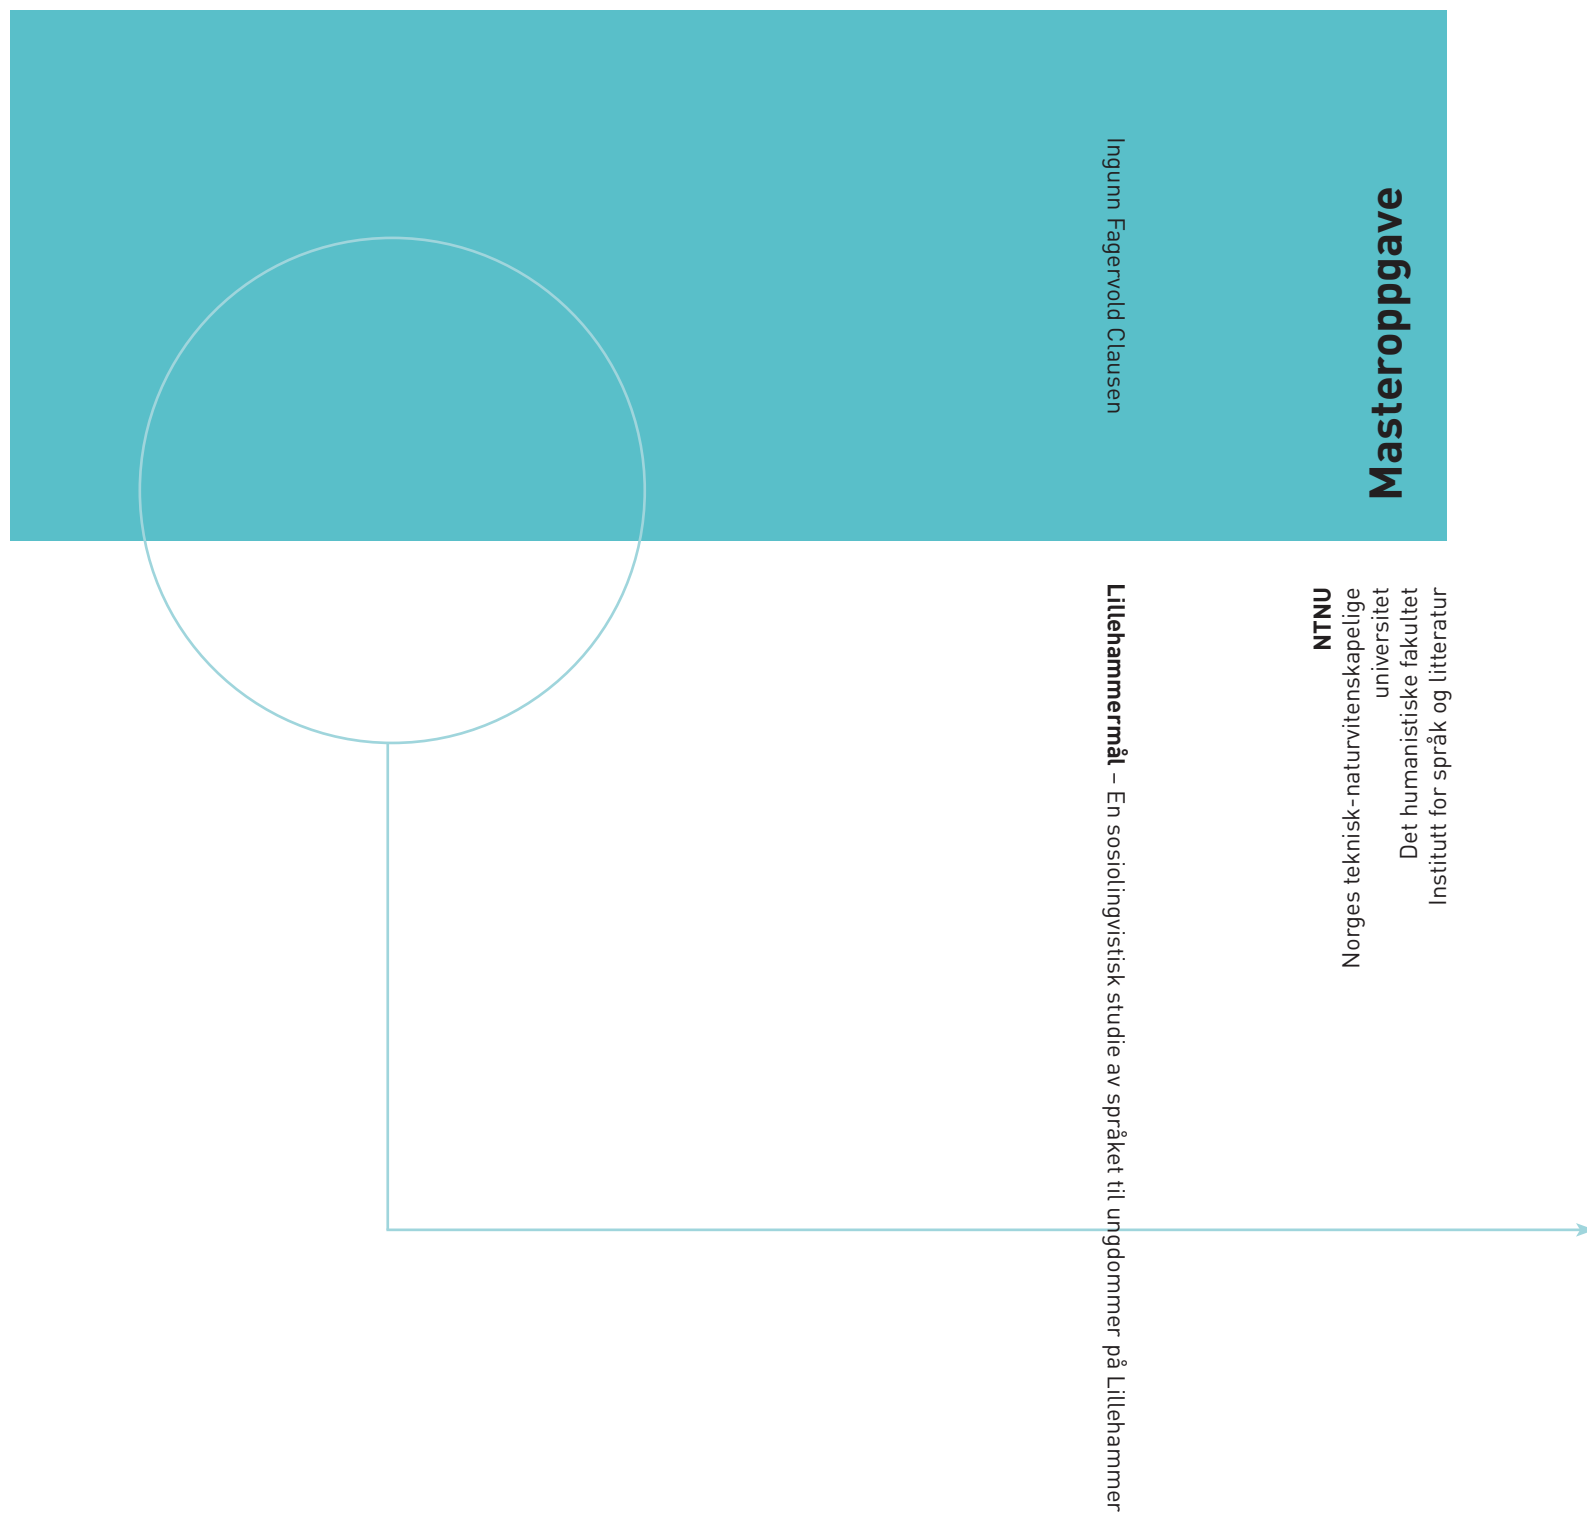 Ingunn Fagervold Clausen
Lillehammermål – En sosiolingvistisk studie av språket til ungdommer på Lillehammer
Masteroppgave
NTNU
Norges teknisk-naturvitenskapelige
universitet
Det humanistiske fakultet
Institutt for språk og litteratur